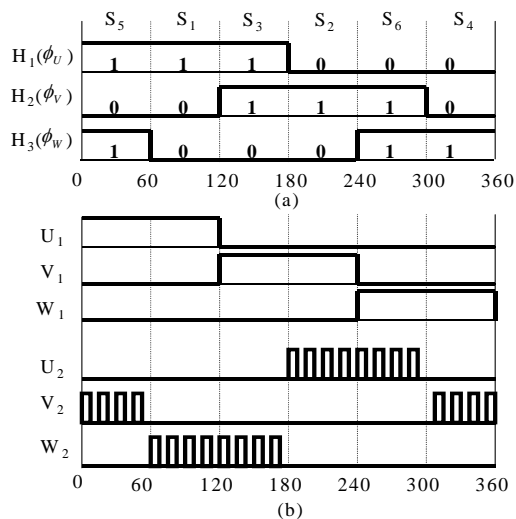 S5 S1 S3 S2 S6 S4
H1(ϕU) 1 1 1 0 0 0
H2(ϕV) 0 0 1 1 1 0
H3(ϕW) 1 0 0 0 1 1
0 60 120 180 240 300 360
(a)
U1
V1
W1
U2
V2
W2
0 60 120 180 240 300 360
(b)